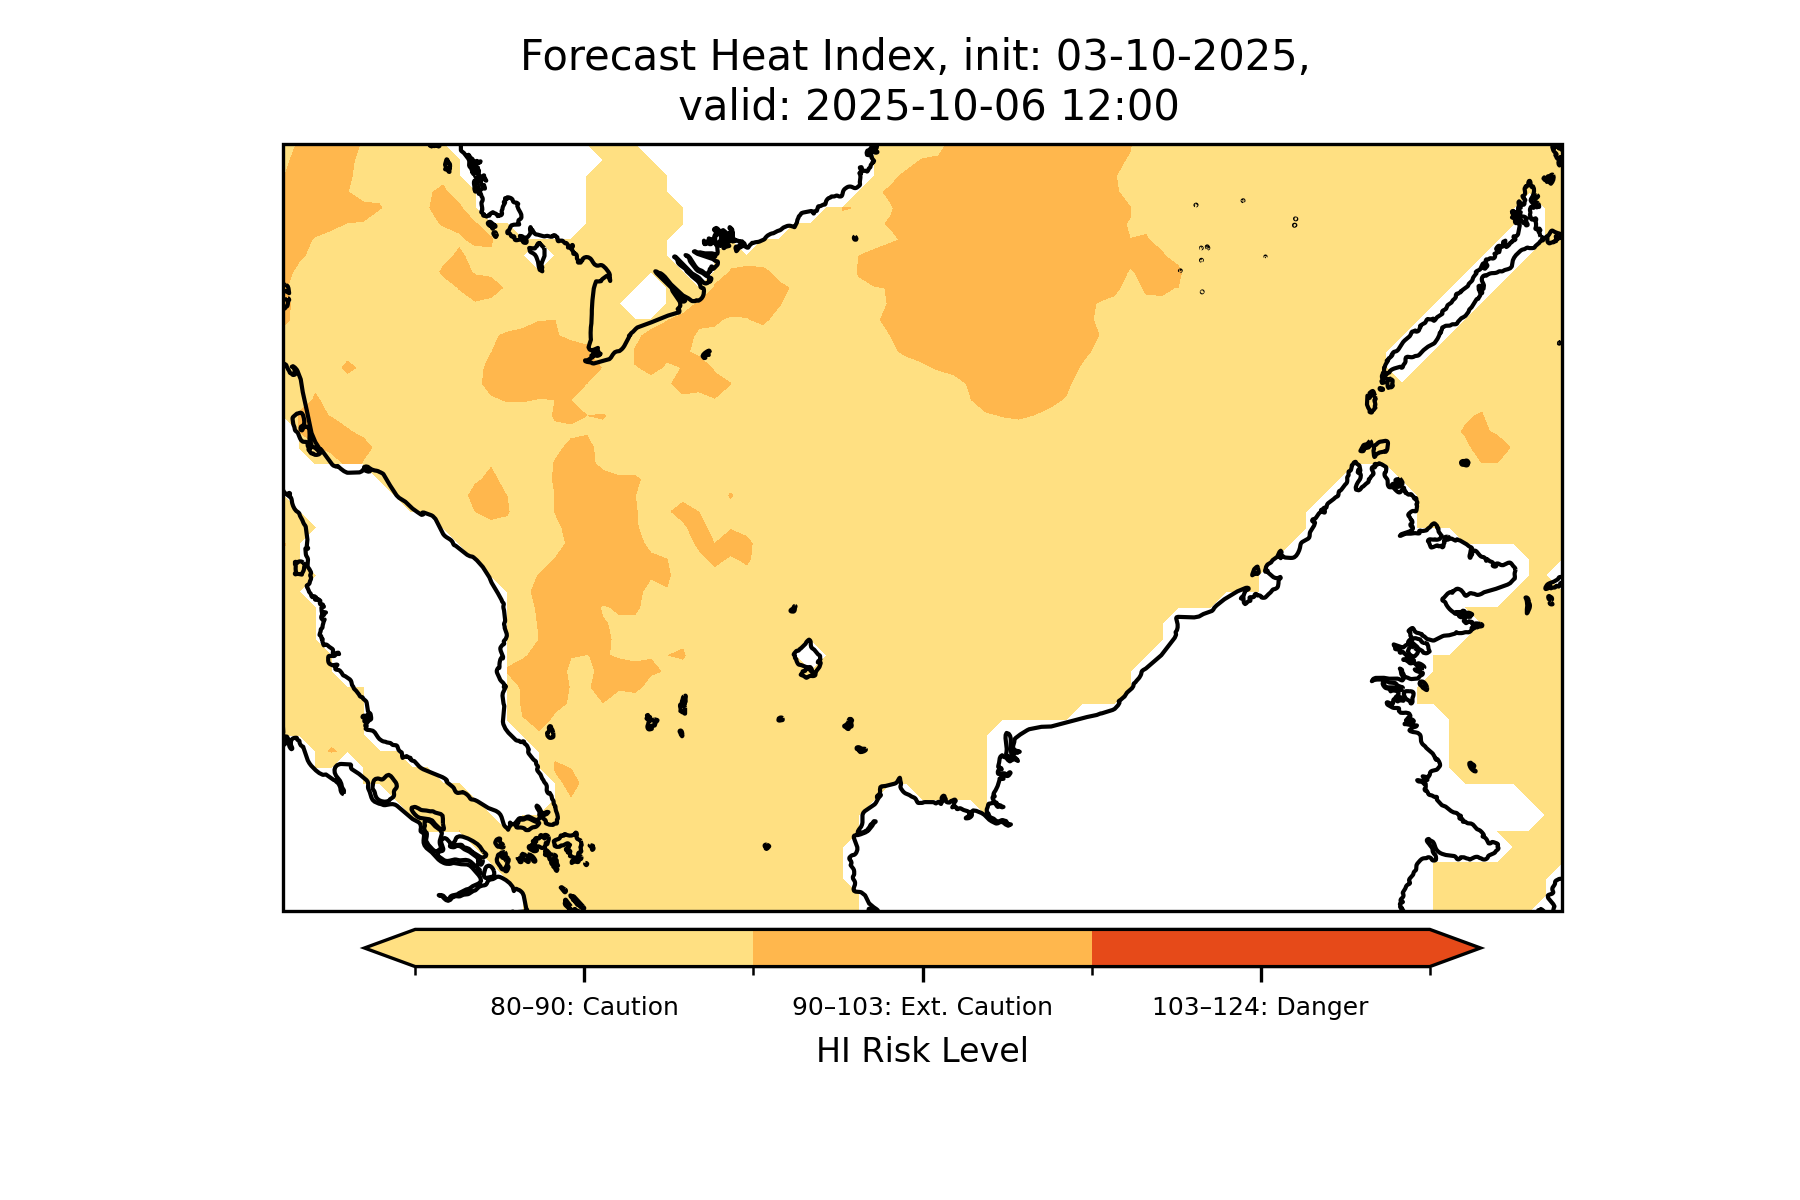 Forecast Heat Index, init: 03-10-2025,
valid: 2025-10-06 12:00
80–90: Caution
90–103: Ext. Caution
103–124: Danger
HI Risk Level